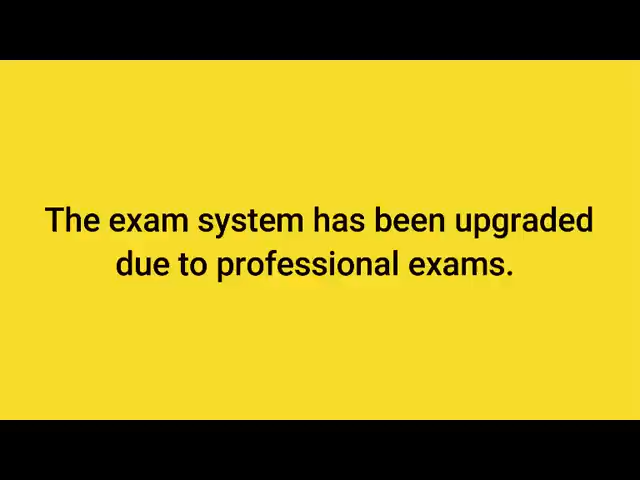 The exam system has been upgraded
due to professional exams.